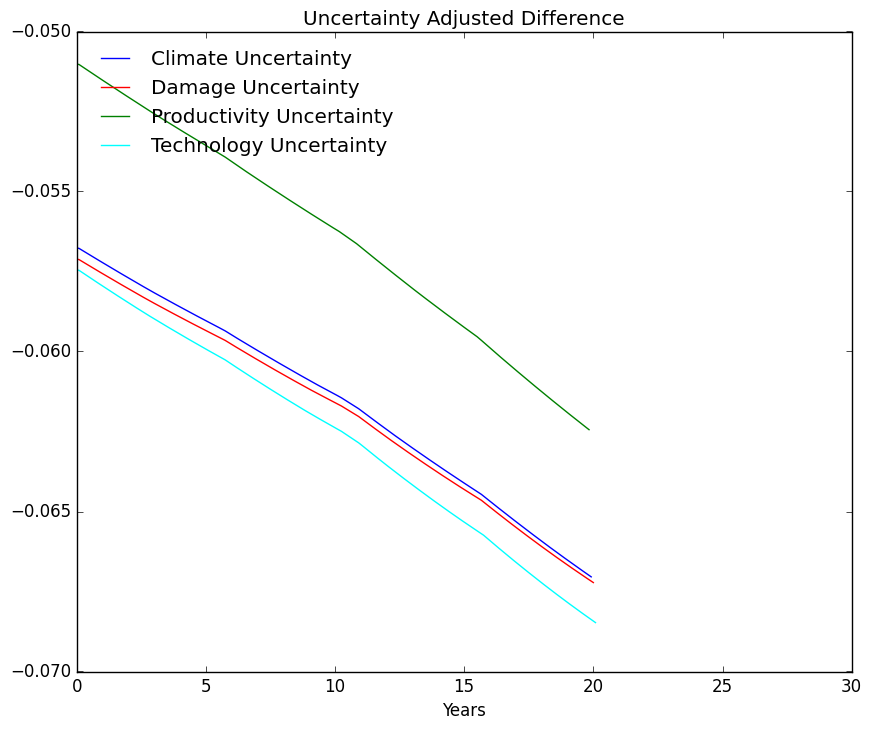 Uncertainty Adjusted Difference
−0.050
Climate Uncertainty
Damage Uncertainty
Productivity Uncertainty
Technology Uncertainty
−0.055
−0.060
−0.065
−0.070
0 5 10 15 20 25 30
Years